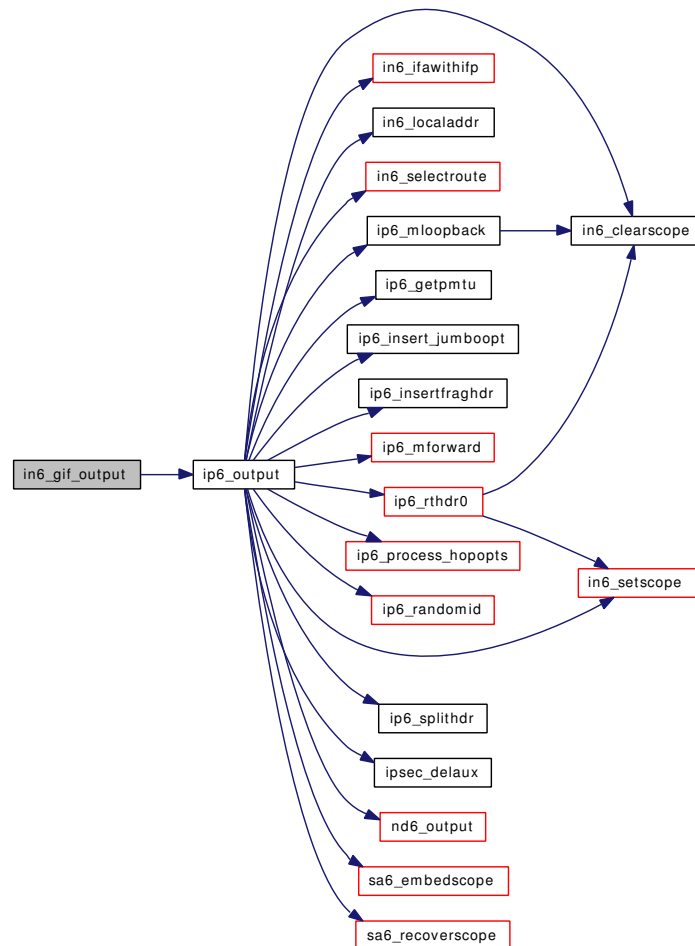 in6_ifawithifp
in6_localaddr
in6_selectroute
ip6_mloopback
in6_clearscope
ip6_getpmtu
ip6_insert_jumboopt
ip6_insertfraghdr
ip6_mforward
in6_gif_output
ip6_output
ip6_rthdr0
ip6_process_hopopts
in6_setscope
ip6_randomid
ip6_splithdr
ipsec_delaux
nd6_output
sa6_embedscope
sa6_recoverscope